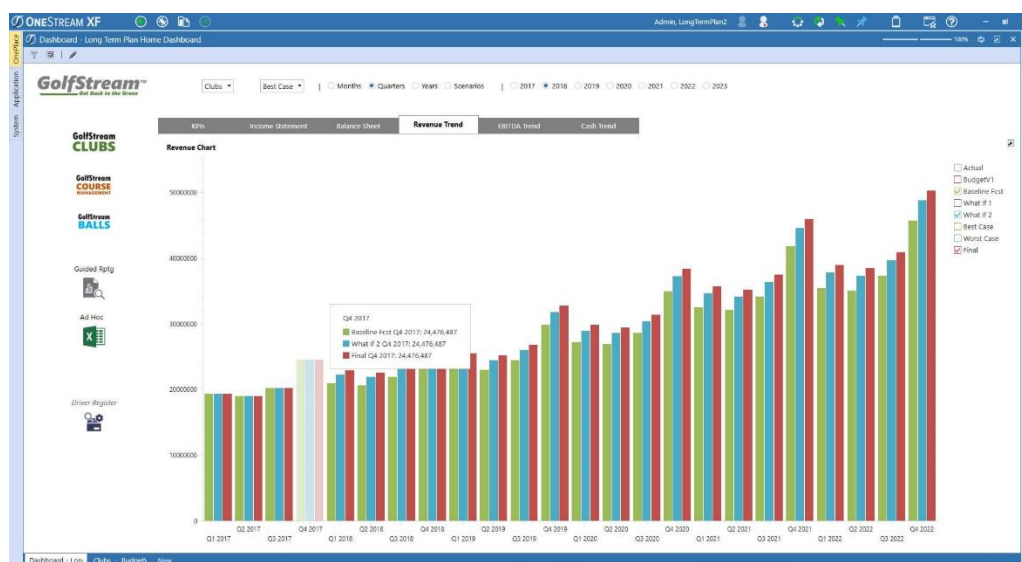 ONESTREAM XF
Admin, LongTermPlan2
Dashboard - Long Term Plan Home Dashboard
100%
OnePlace
Application
System
GolfStream™
Get Back to the Green
Clubs
Best Case
| Months Quarters Years Scenarios | 2017 2018 2019 2020 2021 2022 2023
KPIs Income Statement Balance Sheet Revenue Trend EBITDA Trend Cash Trend
GolfStream
CLUBS
GolfStream
COURSE
MANAGEMENT
GolfStream
BALLS
Guided Rptg
Ad Hoc
Driver Register
Revenue Chart
Actual
BudgetV1
Baseline Fcst
What If 1
What If 2
Best Case
Worst Case
Final
50000000
40000000
30000000
20000000
10000000
0
Q4 2017
Baseline Fcst Q4 2017: 24,476,487
What If 2 Q4 2017: 24,476,487
Final Q4 2017: 24,476,487
Q2 2017 Q4 2017 Q2 2018 Q4 2018 Q2 2019 Q4 2019 Q2 2020 Q4 2020 Q2 2021 Q4 2021 Q2 2022 Q4 2022
Q1 2017 Q3 2017 Q1 2018 Q3 2018 Q1 2019 Q3 2019 Q1 2020 Q3 2020 Q1 2021 Q3 2021 Q1 2022 Q3 2022
Dashboard - Lon Clubs - New